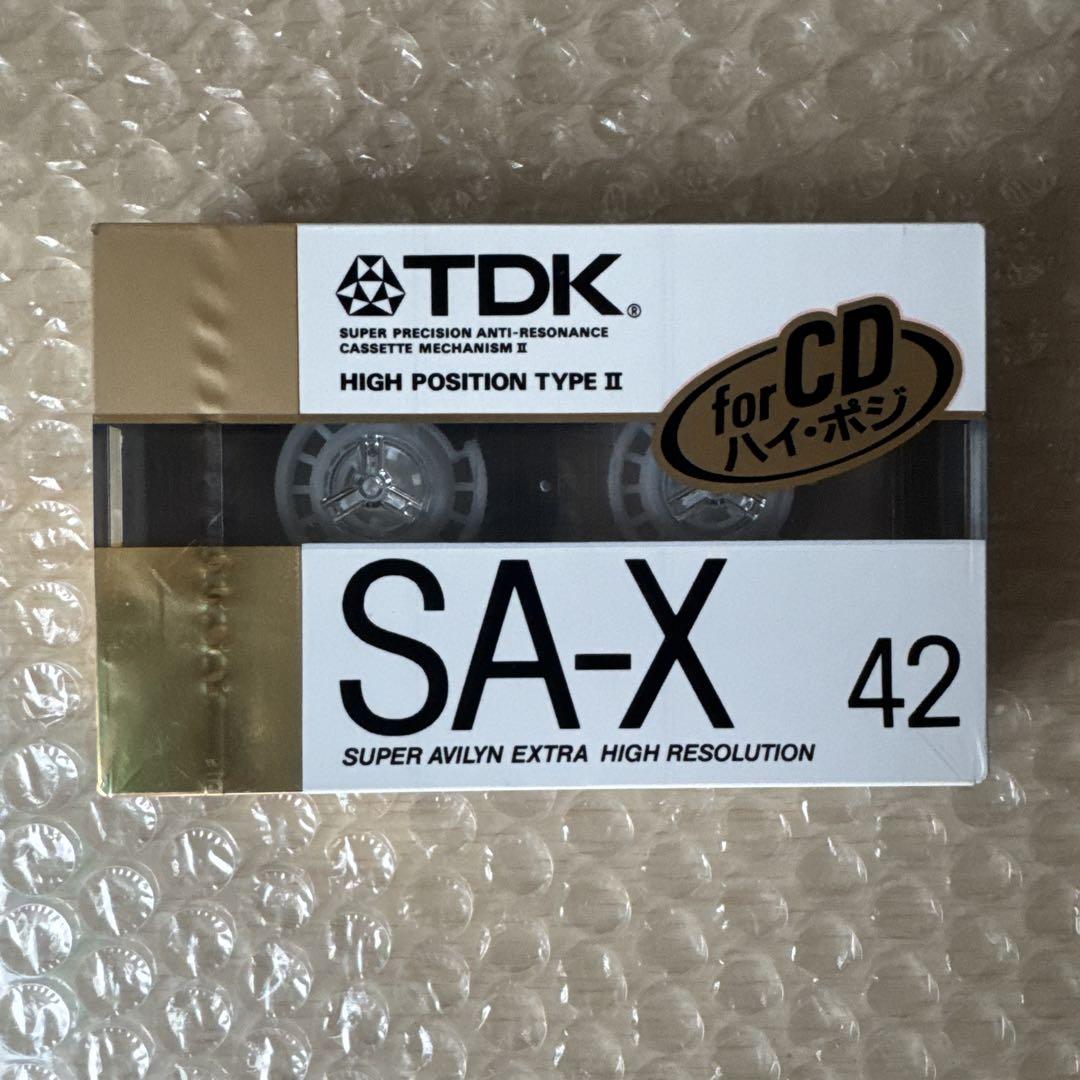 TDK®
SUPER PRECISION ANTI-RESONANCE
CASSETTE MECHANISM II
HIGH POSITION TYPE II
for CD
ハイ・ポジ
SA-X
42
SUPER AVILYN EXTRA HIGH RESOLUTION